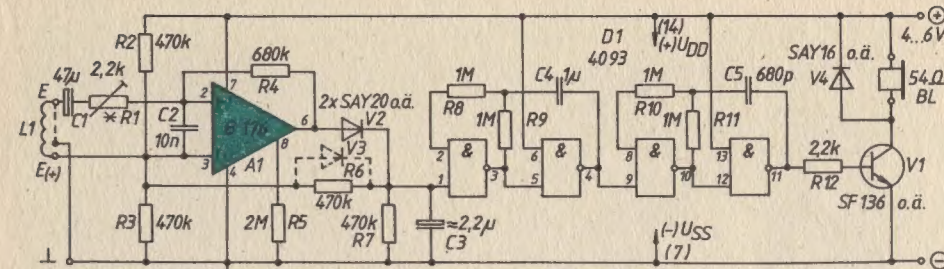 R2 470k
680k
R4
(14)
(+)UDD
D1
4093
SAY16 o.ä.
V4
4...6V
54Ω
BL
E
47µ
2,2k
C1
* R1
L1
E(+)
C2
10n
2
7
3
4
6
8
B 176
A1
2x SAY20 o.ä.
V2
V3
R6
470k
1M
R8
C4 1µ
1M
R9
1M
R10
C5 680p
1M
R11
2
1
&
3
6
5
&
4
8
9
&
10
13
12
&
11
2,2k
R12
V1
SF 136 o.ä.
R3 470k
2M R5
470k
R7
≈2,2µ
C3
(-)USS
(7)
⊥